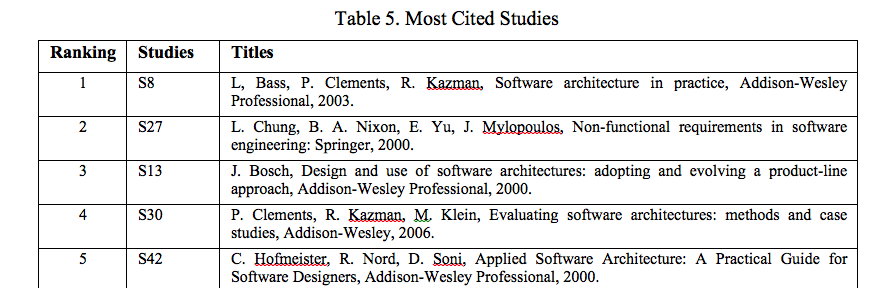 Table 5. Most Cited Studies
Ranking Studies Titles
1 S8 L, Bass, P. Clements, R. Kazman, Software architecture in practice, Addison-Wesley
Professional, 2003.
2 S27 L. Chung, B. A. Nixon, E. Yu, J. Mylopoulos, Non-functional requirements in software
engineering: Springer, 2000.
3 S13 J. Bosch, Design and use of software architectures: adopting and evolving a product-line
approach, Addison-Wesley Professional, 2000.
4 S30 P. Clements, R. Kazman, M. Klein, Evaluating software architectures: methods and case
studies, Addison-Wesley, 2006.
5 S42 C. Hofmeister, R. Nord, D. Soni, Applied Software Architecture: A Practical Guide for
Software Designers, Addison-Wesley Professional, 2000.